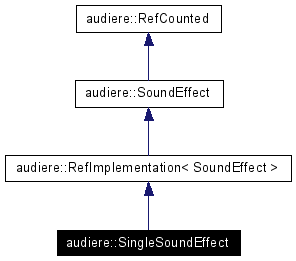 audiere::RefCounted
audiere::SoundEffect
audiere::RefImplementation< SoundEffect >
audiere::SingleSoundEffect